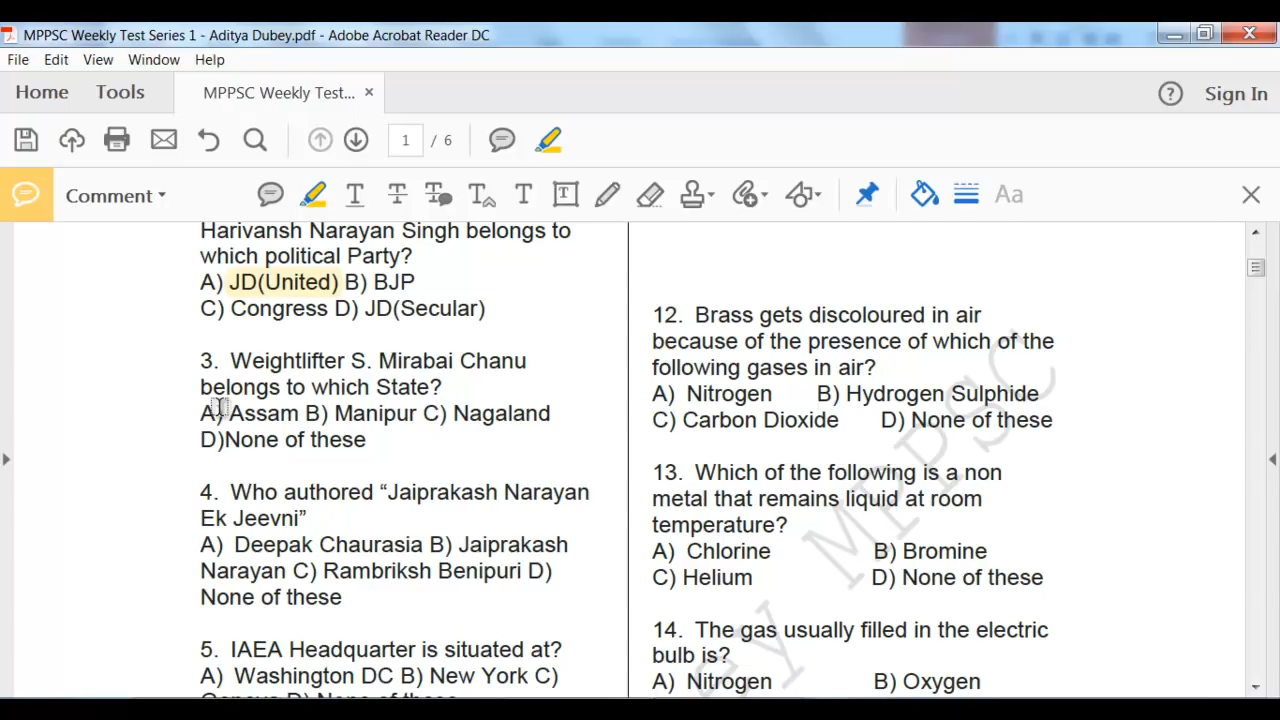 MPPSC Weekly Test Series 1 - Aditya Dubey.pdf - Adobe Acrobat Reader DC
File Edit View Window Help
Home Tools MPPSC Weekly Test... × Sign In
1 / 6
Comment
Harivansh Narayan Singh belongs to
which political Party?
A) JD(United) B) BJP
C) Congress D) JD(Secular)
3. Weightlifter S. Mirabai Chanu
belongs to which State?
A) Assam B) Manipur C) Nagaland
D)None of these
4. Who authored “Jaiprakash Narayan
Ek Jeevni”
A) Deepak Chaurasia B) Jaiprakash
Narayan C) Rambriksh Benipuri D)
None of these
5. IAEA Headquarter is situated at?
A) Washington DC B) New York C)
12. Brass gets discoloured in air
because of the presence of which of the
following gases in air?
A) Nitrogen B) Hydrogen Sulphide
C) Carbon Dioxide D) None of these
13. Which of the following is a non
metal that remains liquid at room
temperature?
A) Chlorine B) Bromine
C) Helium D) None of these
14. The gas usually filled in the electric
bulb is?
A) Nitrogen B) Oxygen
EY MPPSC